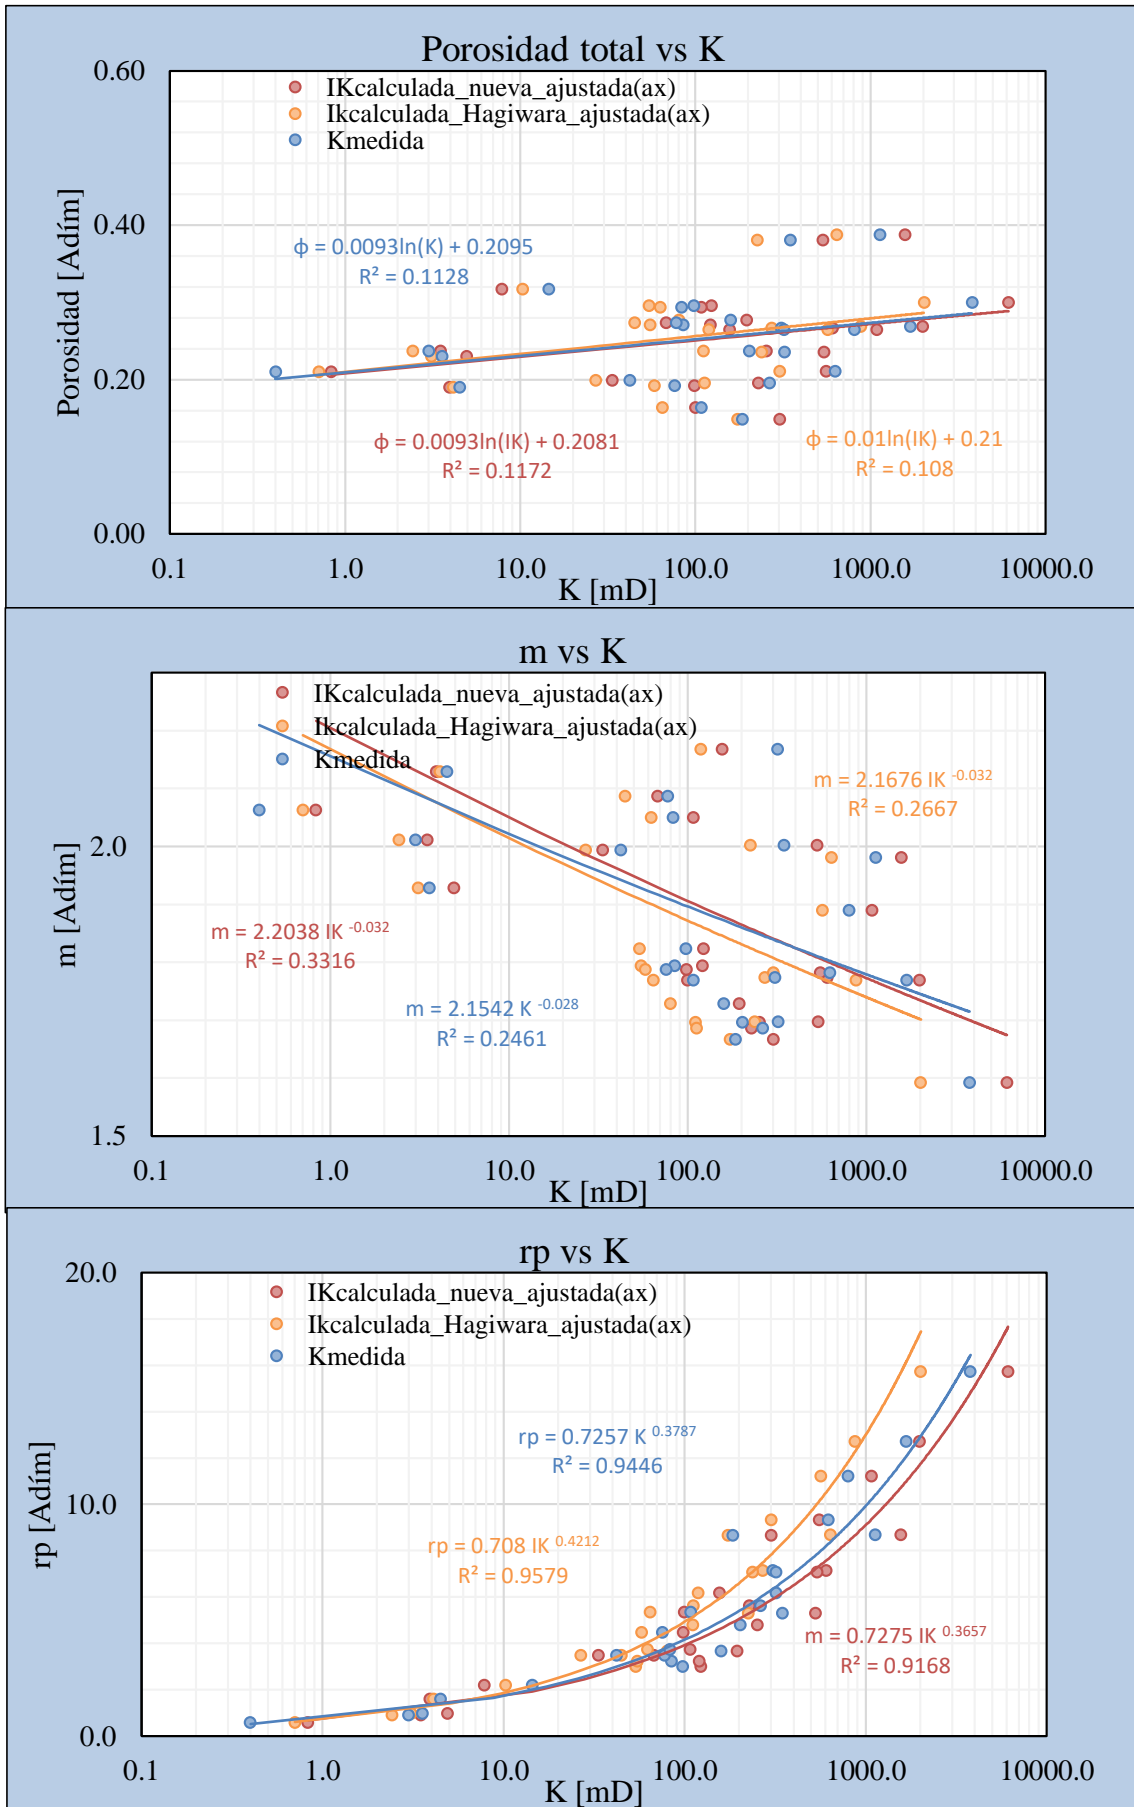 Porosidad total vs K
0.60
IKcalculada_nueva_ajustada(ax)
Ikcalculada_Hagiwara_ajustada(ax)
Kmedida
0.40
ϕ = 0.0093ln(K) + 0.2095
R² = 0.1128
Porosidad [Adím]
0.20
ϕ = 0.0093ln(IK) + 0.2081
R² = 0.1172
ϕ = 0.01ln(IK) + 0.21
R² = 0.108
0.00
0.1 1.0 10.0 100.0 1000.0 10000.0
K [mD]
m vs K
IKcalculada_nueva_ajustada(ax)
Ikcalculada_Hagiwara_ajustada(ax)
Kmedida
m = 2.1676 IK -0.032
R² = 0.2667
2.0
m [Adím]
m = 2.2038 IK -0.032
R² = 0.3316
m = 2.1542 K -0.028
R² = 0.2461
1.5
0.1 1.0 10.0 100.0 1000.0 10000.0
K [mD]
rp vs K
20.0
IKcalculada_nueva_ajustada(ax)
Ikcalculada_Hagiwara_ajustada(ax)
Kmedida
rp = 0.7257 K 0.3787
R² = 0.9446
10.0
rp [Adím]
rp = 0.708 IK 0.4212
R² = 0.9579
m = 0.7275 IK 0.3657
R² = 0.9168
0.0
0.1 1.0 10.0 100.0 1000.0 10000.0
K [mD]